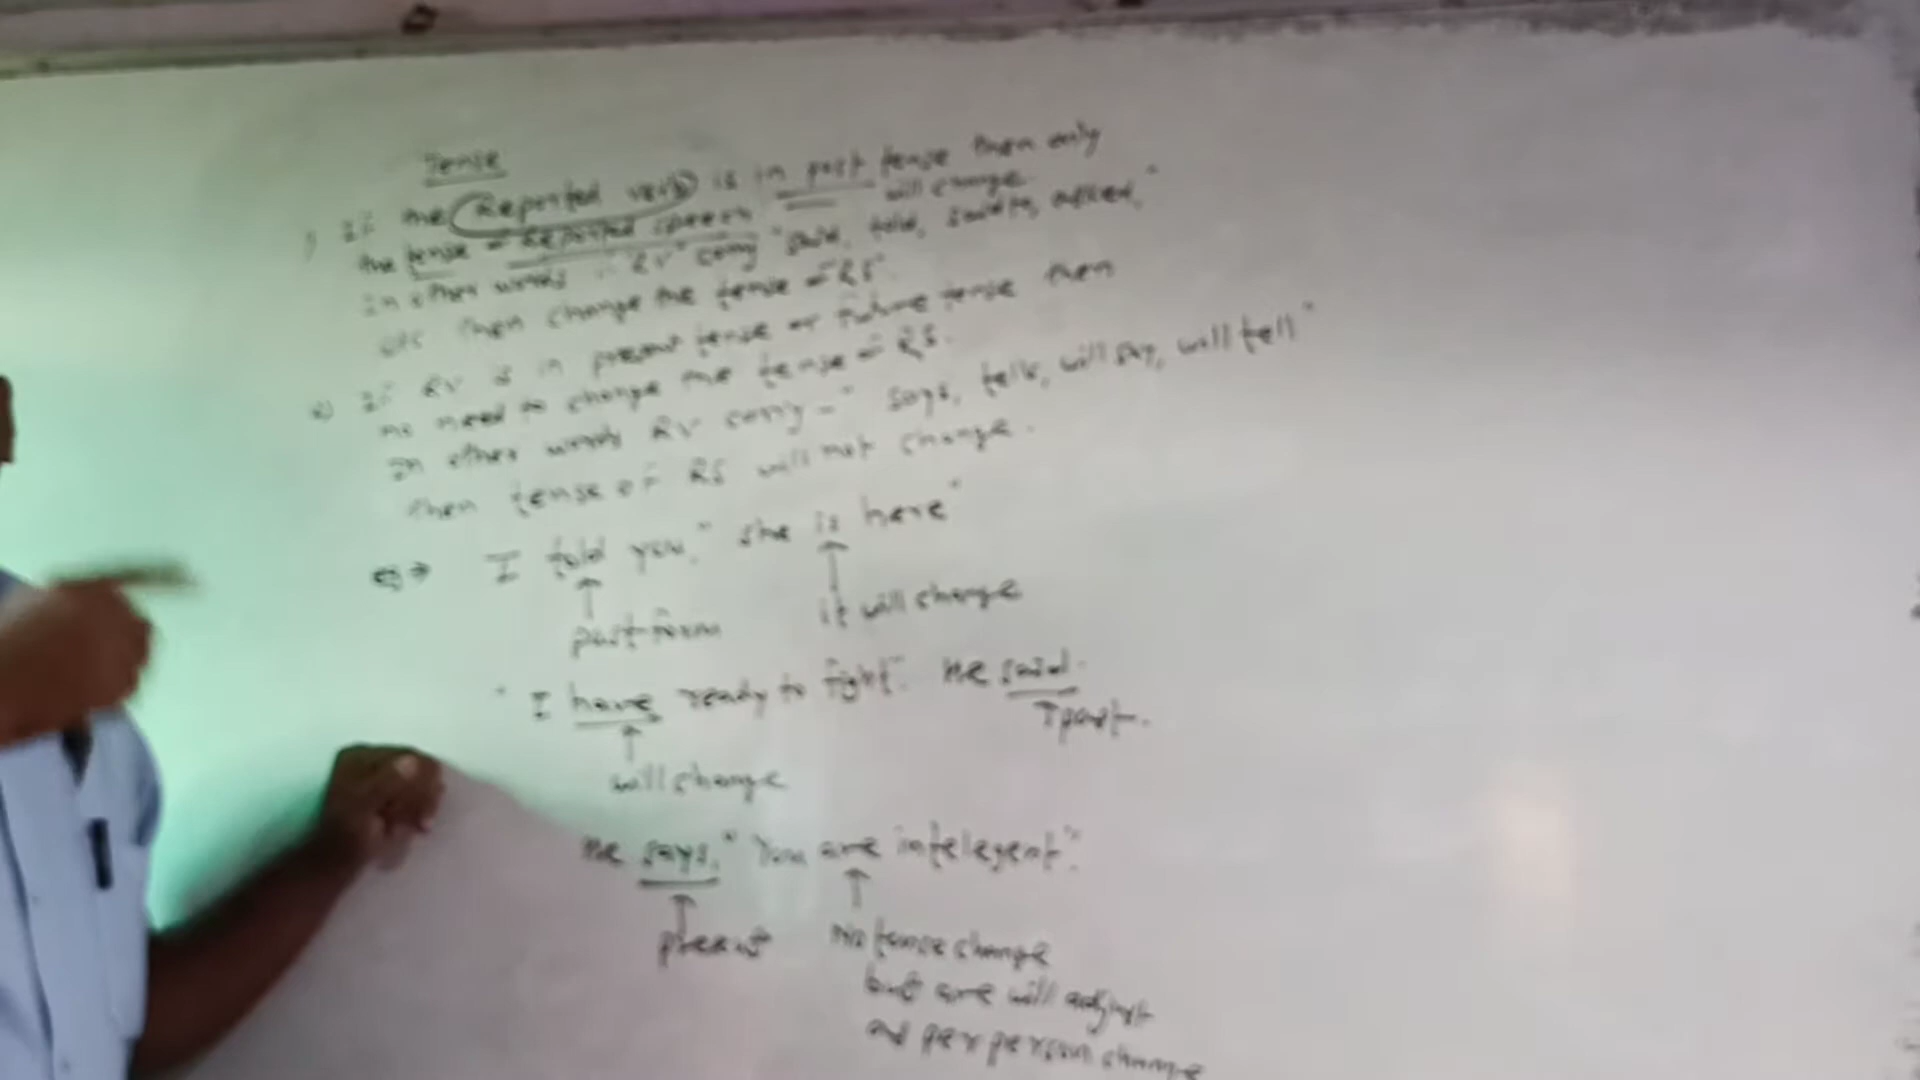 Tense
1) If the Reported verb is in past tense then only
the tense of Reported speech will change.
In other words - "RV" carry "said, told, said to, asked,"
etc then change the tense of "RS".
2) If RV is in present tense or future tense then
no need to change the tense of RS.
In other words RV carry - "says, tells, will say, will tell"
then tense of RS will not change.
eg → I told you, "she is here"
↑ past form ↑ it will change
"I have ready to fight". He said.
↑ will change ↑ past.
He says, "You are intelegent".
↑ ↑ No tense change
but are will adjust
as per person change